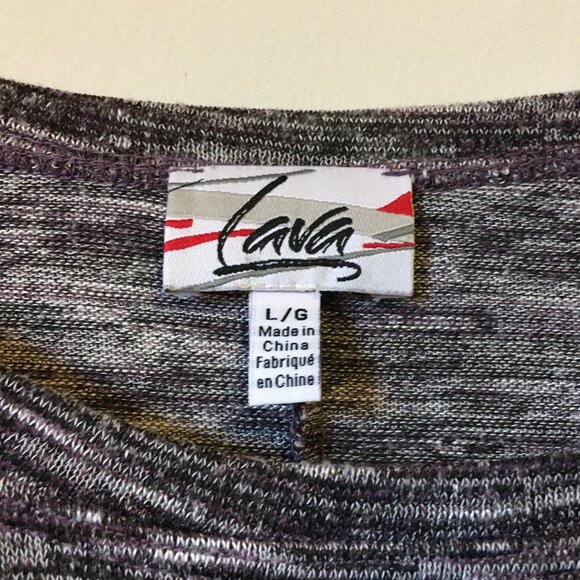 Lava
L/G
Made in
China
Fabriqué
en Chine